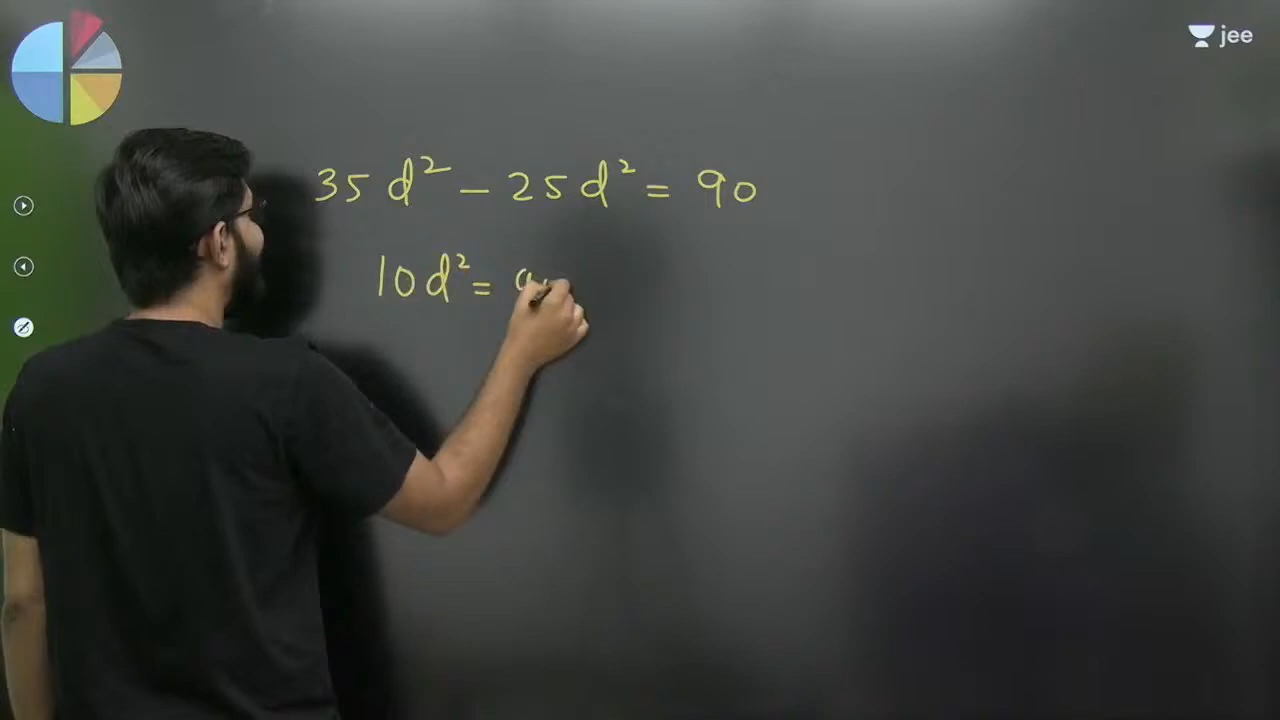 jee
35 d² - 25 d² = 90
10 d² =